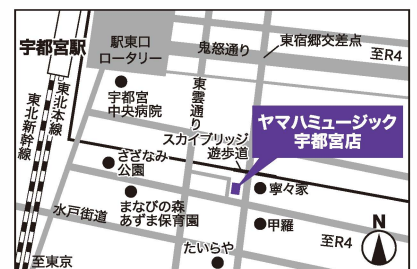 宇都宮駅
駅東口
ロータリー
鬼怒通り
東宿郷交差点
至R4
東北本線
東北新幹線
宇都宮
中央病院
東雲通り
スカイブリッジ
遊歩道
ヤマハミュージック
宇都宮店
さざなみ
公園
寧々家
まなびの森
あずま保育園
水戸街道
甲羅
至R4
N
たいらや
至東京